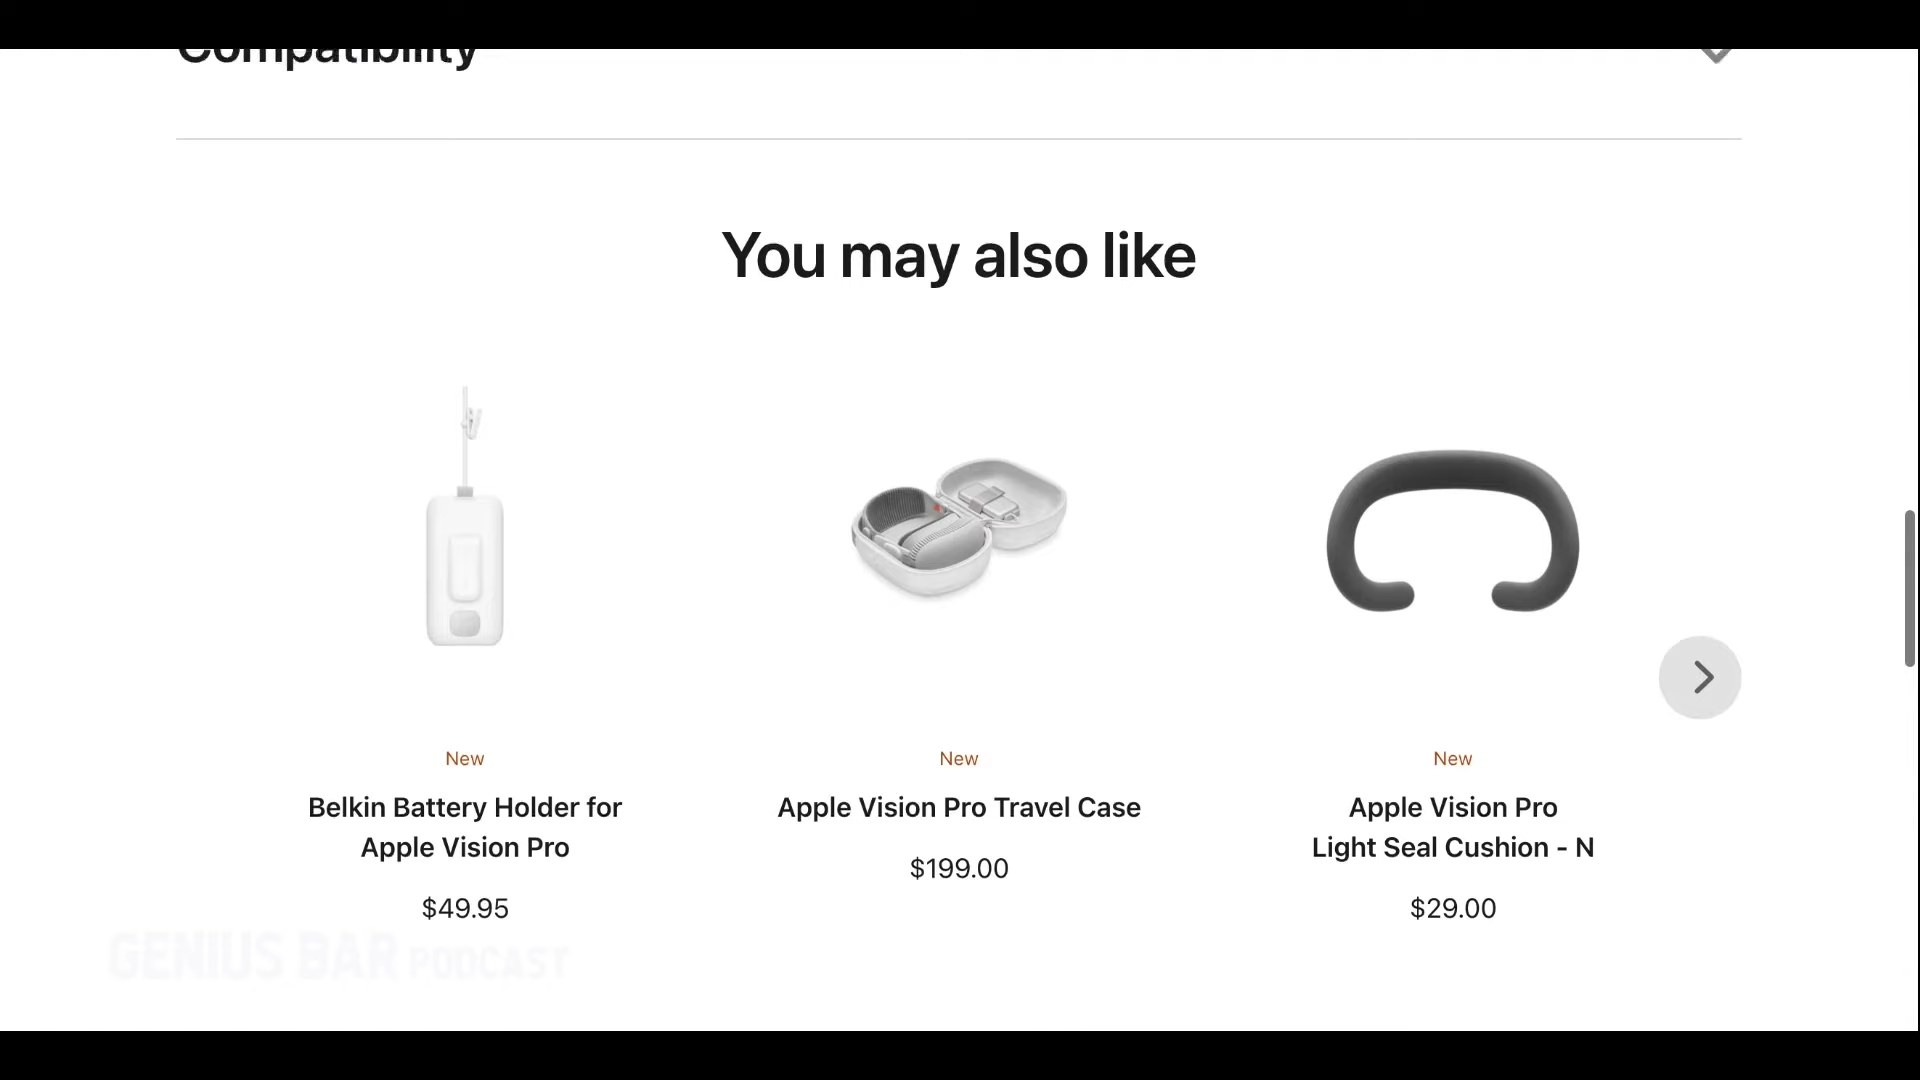 Compatibility
You may also like
New
Belkin Battery Holder for
Apple Vision Pro
$49.95
New
Apple Vision Pro Travel Case
$199.00
New
Apple Vision Pro
Light Seal Cushion - N
$29.00
GENIUS BAR PODCAST